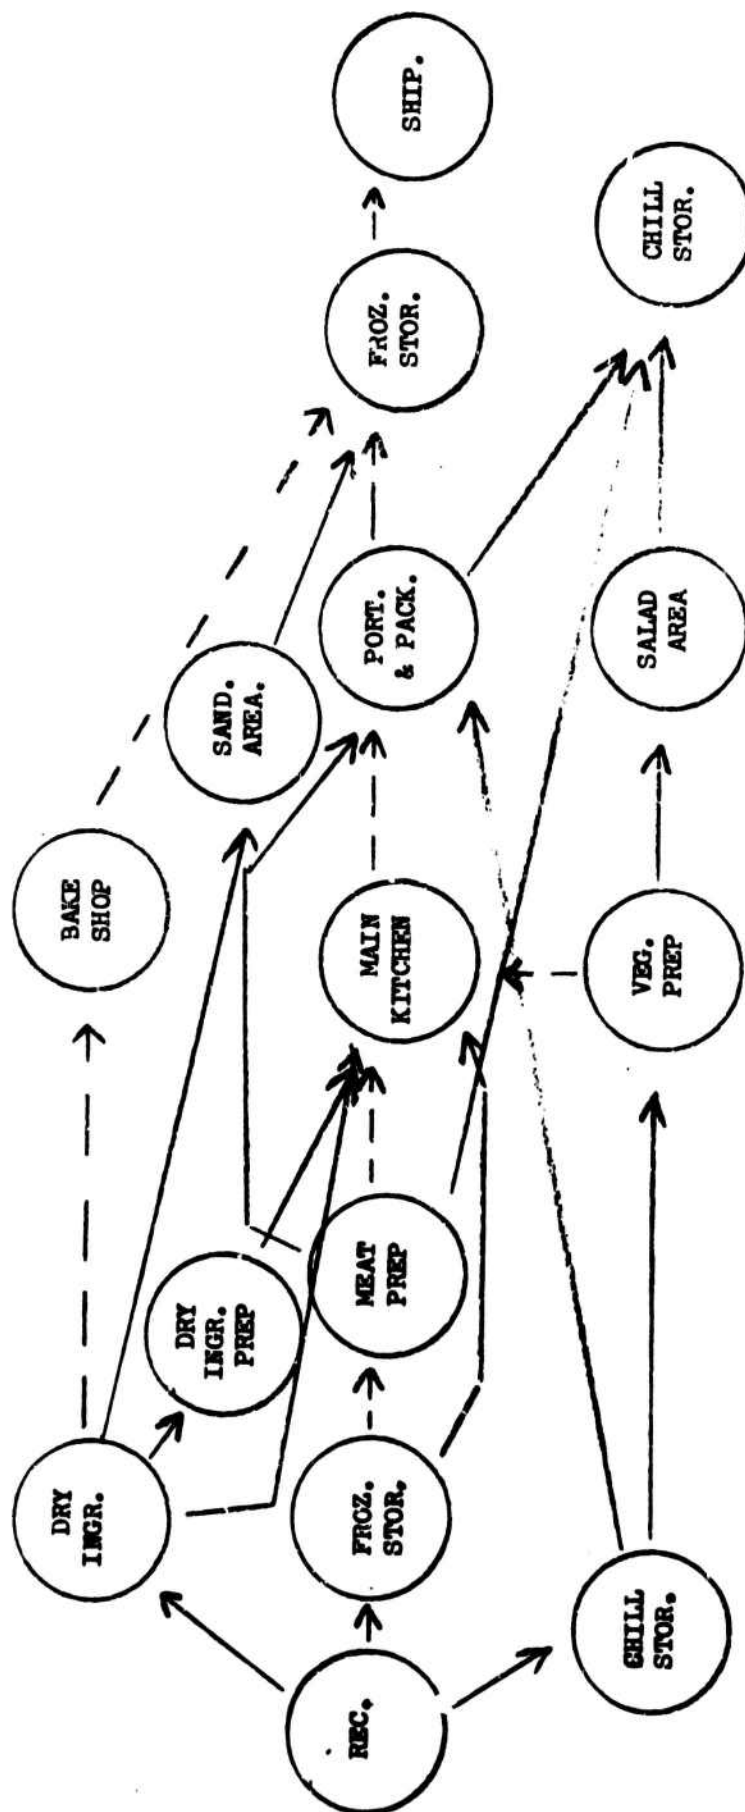 SHIP.
FROZ.
STOR.
CHILL
STOR.
SAND.
AREA.
PORT.
& PACK.
SALAD
AREA
BAKE
SHOP
MAIN
KITCHEN
VEG.
PREP
DRY
INGR.
PREP
MEAT
PREP
DRY
INGR.
FROZ.
STOR.
CHILL
STOR.
REC.